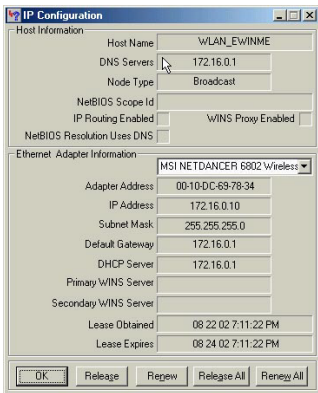 IP Configuration
Host Information
Host Name WLAN_EWINME
DNS Servers 172.16.0.1
Node Type Broadcast
NetBIOS Scope Id
IP Routing Enabled WINS Proxy Enabled
NetBIOS Resolution Uses DNS
Ethernet Adapter Information
MSI NETDANCER 6802 Wireless
Adapter Address 00-10-DC-69-78-34
IP Address 172.16.0.10
Subnet Mask 255.255.255.0
Default Gateway 172.16.0.1
DHCP Server 172.16.0.1
Primary WINS Server
Secondary WINS Server
Lease Obtained 08 22 02 7:11:22 PM
Lease Expires 08 24 02 7:11:22 PM
OK Release Renew Release All Renew All